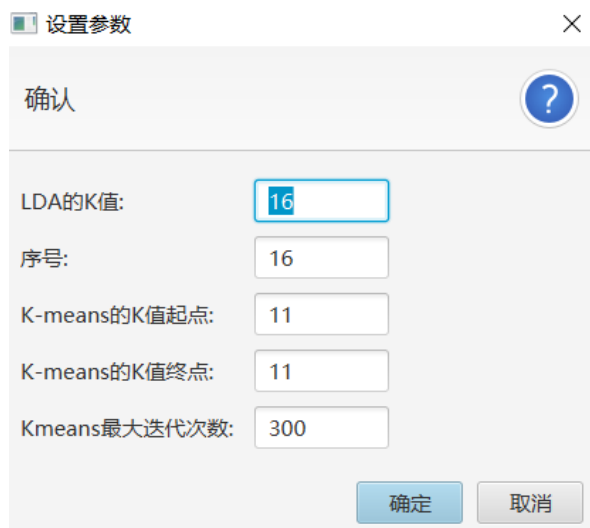 设置参数
确认
?
LDA的K值: 16
序号: 16
K-means的K值起点: 11
K-means的K值终点: 11
Kmeans最大迭代次数: 300
确定 取消